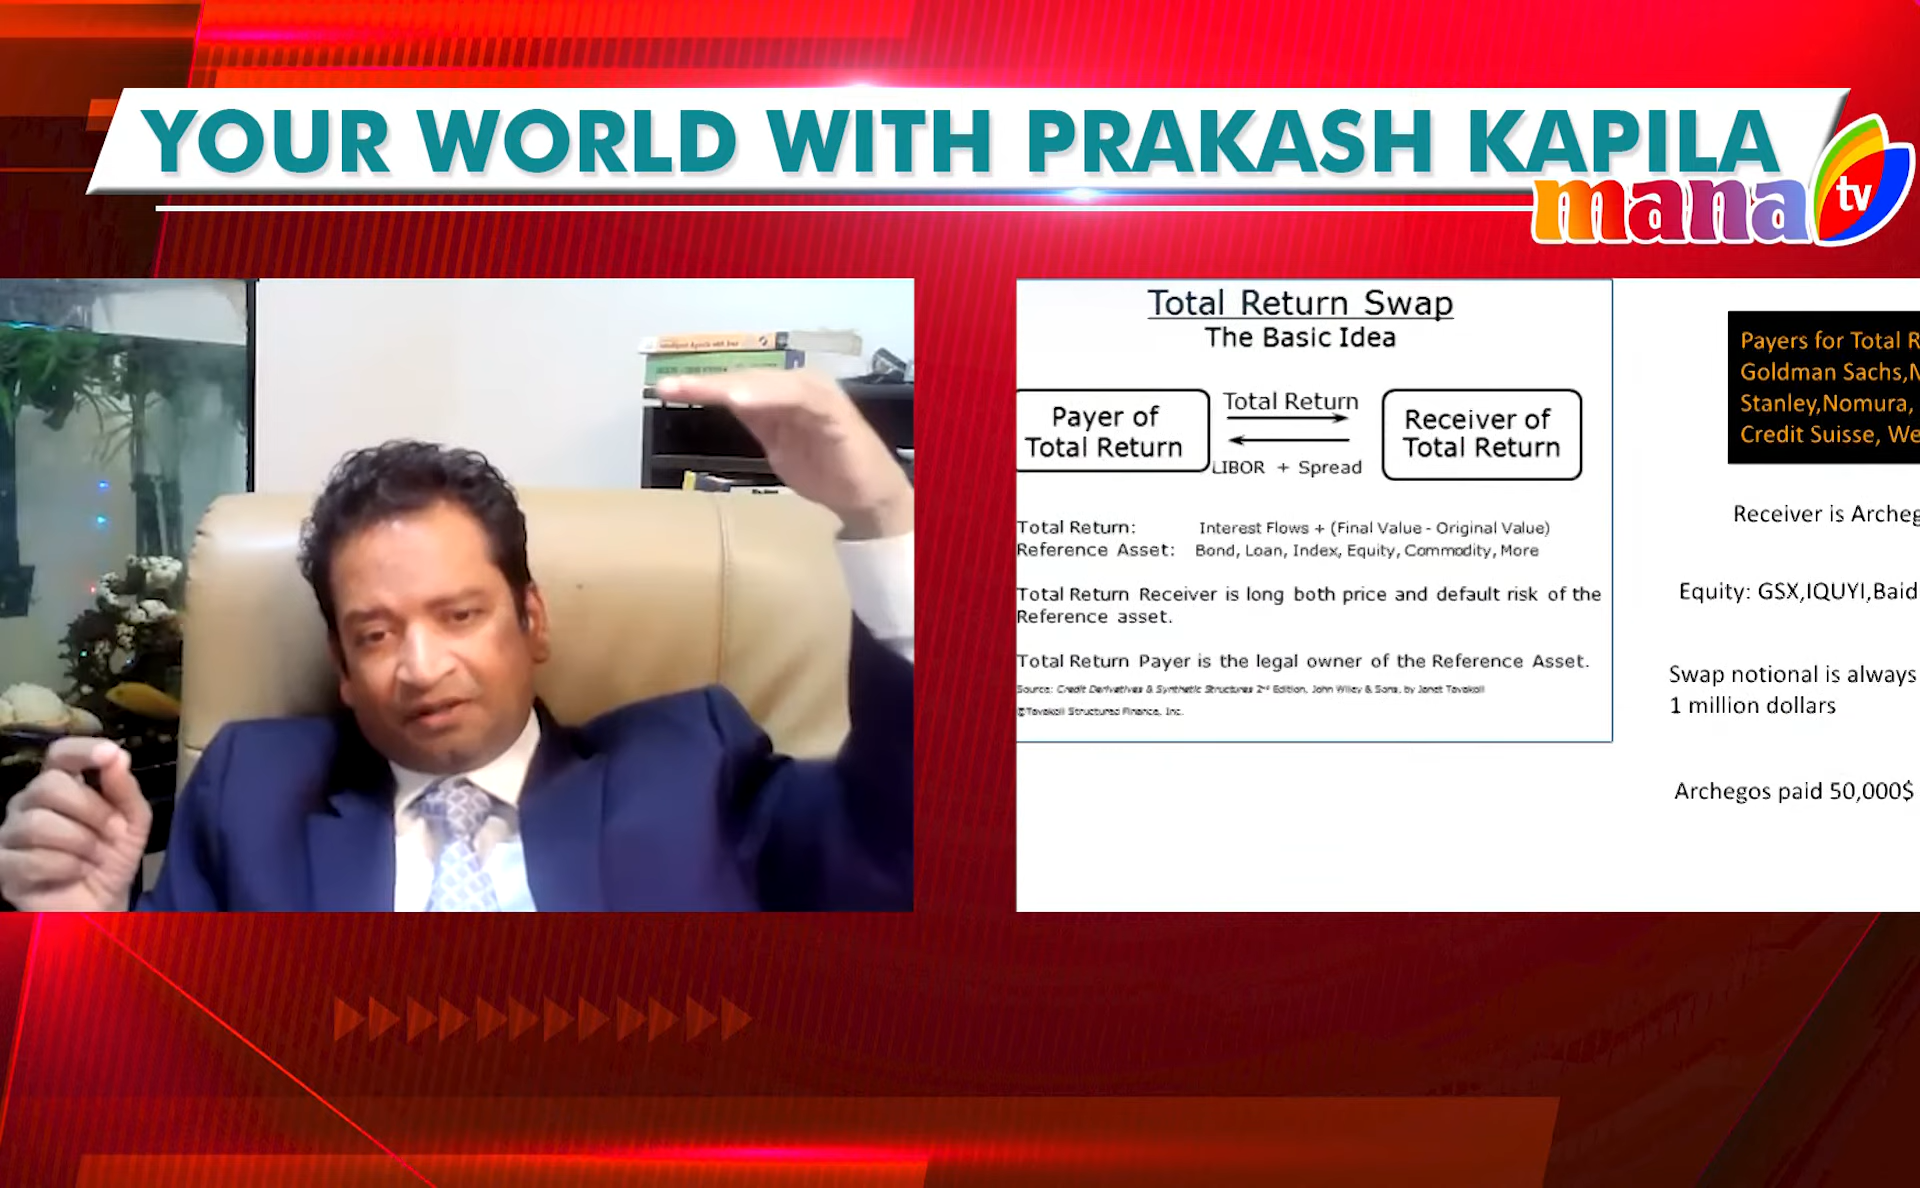 YOUR WORLD WITH PRAKASH KAPILA
mana tv
Total Return Swap
The Basic Idea
Payer of
Total Return
Total Return
LIBOR + Spread
Receiver of
Total Return
Total Return: Interest Flows + (Final Value - Original Value)
Reference Asset: Bond, Loan, Index, Equity, Commodity, More
Total Return Receiver is long both price and default risk of the
Reference asset.
Total Return Payer is the legal owner of the Reference Asset.
Source: Credit Derivatives & Synthetic Structures 2nd Edition, John Wiley & Sons, by Janet Tavakoli
©Tavakoli Structured Finance, Inc.
Payers for Total R
Goldman Sachs,M
Stanley,Nomura,
Credit Suisse, We
Receiver is Archeg
Equity: GSX,IQUYI,Baid
Swap notional is always
1 million dollars
Archegos paid 50,000$